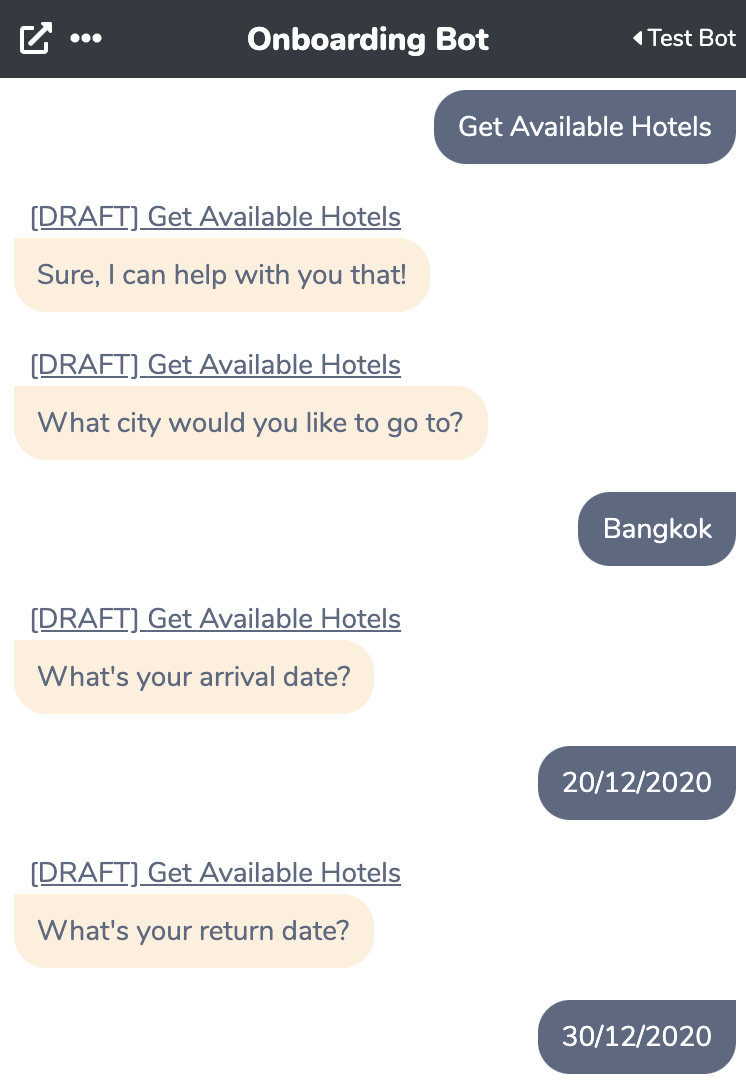 Onboarding Bot
Test Bot
Get Available Hotels
[DRAFT] Get Available Hotels
Sure, I can help with you that!
[DRAFT] Get Available Hotels
What city would you like to go to?
Bangkok
[DRAFT] Get Available Hotels
What's your arrival date?
20/12/2020
[DRAFT] Get Available Hotels
What's your return date?
30/12/2020